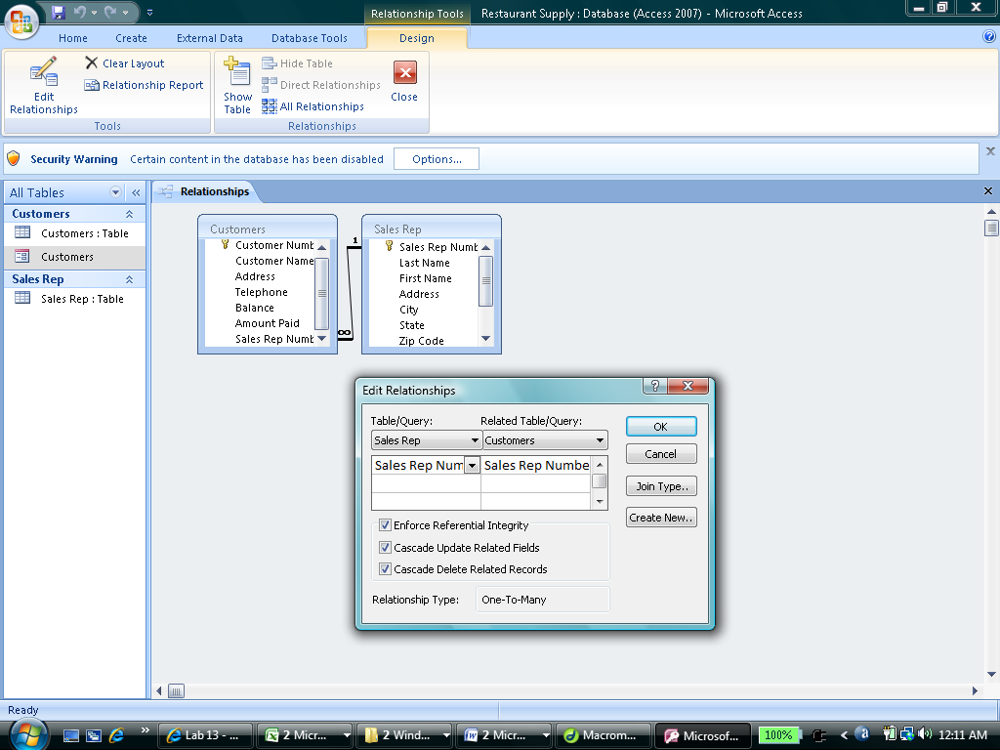 Relationship Tools
Restaurant Supply : Database (Access 2007) - Microsoft Access
Home Create External Data Database Tools Design
Edit Relationships
Clear Layout
Relationship Report
Tools
Show Table
Hide Table
Direct Relationships
All Relationships
Close
Relationships
Security Warning Certain content in the database has been disabled Options...
All Tables
Customers
Customers : Table
Customers
Sales Rep
Sales Rep : Table
Relationships
Customers
Customer Numb
Customer Name
Address
Telephone
Balance
Amount Paid
Sales Rep Numb
1
∞
Sales Rep
Sales Rep Numb
Last Name
First Name
Address
City
State
Zip Code
Edit Relationships
?
Table/Query: Related Table/Query:
Sales Rep Customers
Sales Rep Num Sales Rep Numbe
Enforce Referential Integrity
Cascade Update Related Fields
Cascade Delete Related Records
Relationship Type: One-To-Many
OK
Cancel
Join Type..
Create New..
Ready
Lab 13 - ... 2 Micr... 2 Wind... 2 Micr... Macrom... Microsof... 100% 12:11 AM